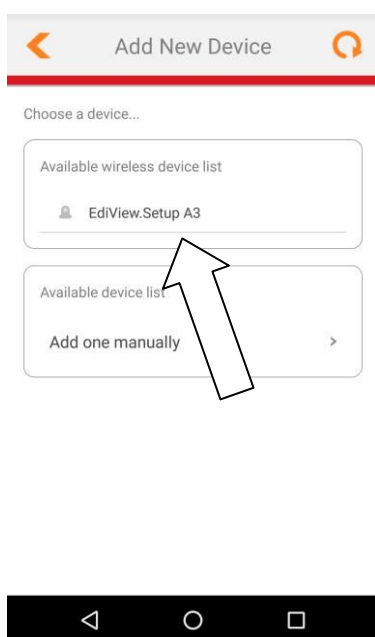 Add New Device
Choose a device...
Available wireless device list
EdiView.Setup A3
Available device list
Add one manually